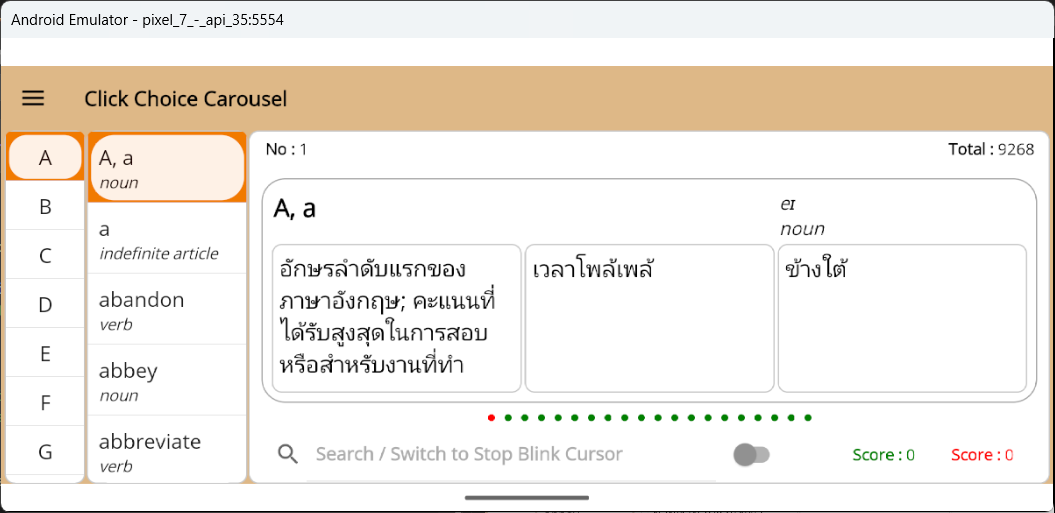 Android Emulator - pixel_7_-_api_35:5554
Click Choice Carousel
A
B
C
D
E
F
G
A, a
noun
a
indefinite article
abandon
verb
abbey
noun
abbreviate
verb
No : 1
Total : 9268
A, a
eɪ
noun
อักษรลำดับแรกของ
ภาษาอังกฤษ; คะแนนที่
ได้รับสูงสุดในการสอบ
หรือสำหรับงานที่ทำ
เวลาโพล้เพล้
ข้างใต้
Search / Switch to Stop Blink Cursor
Score : 0
Score : 0